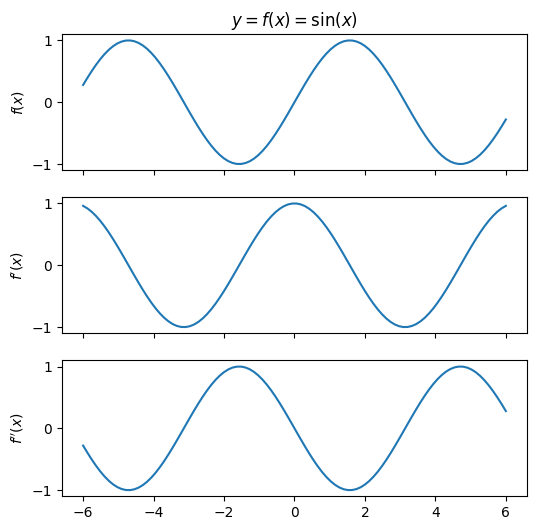 y = f(x) = sin(x)
1
0
−1
f(x)
1
0
−1
f′(x)
1
0
−1
f′′(x)
−6 −4 −2 0 2 4 6